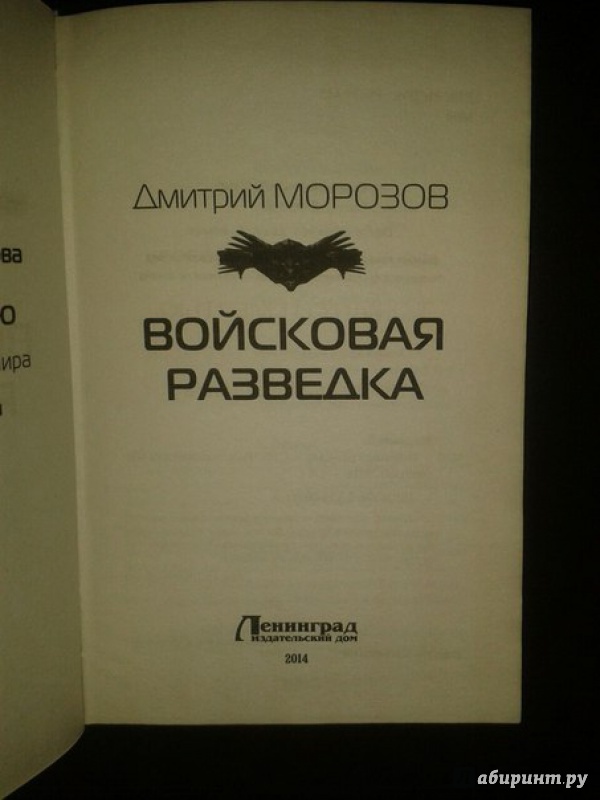 Дмитрий МОРОЗОВ
ВОЙСКОВАЯ
РАЗВЕДКА
Ленинград
издательский дом
2014
абиринт.ру